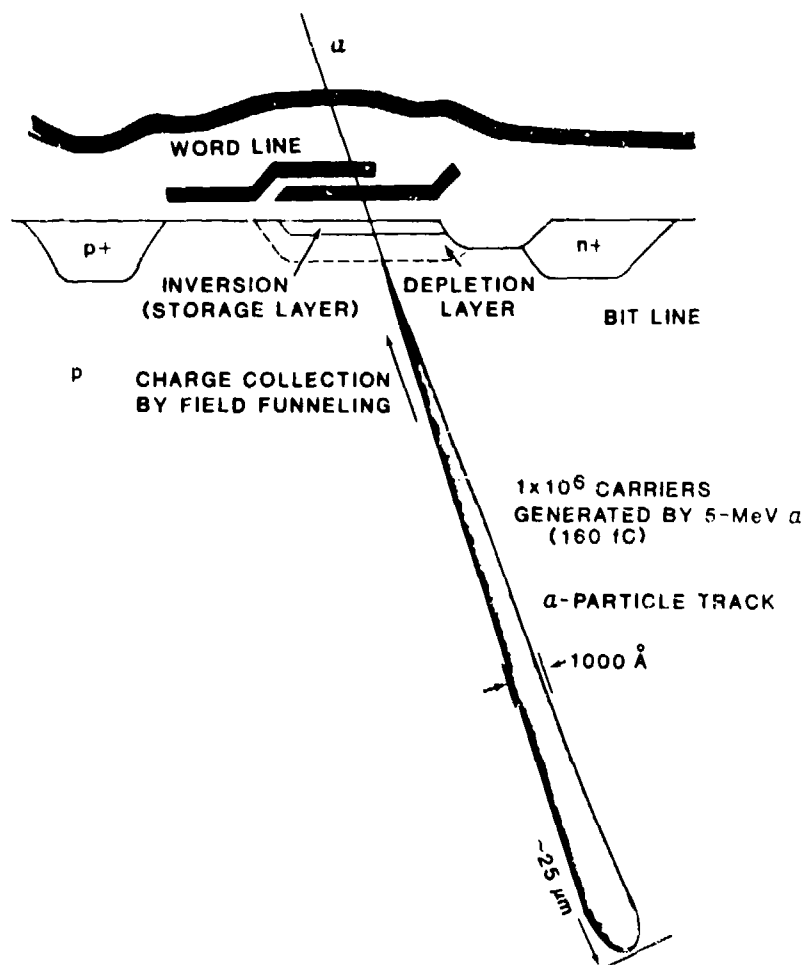 α
WORD LINE
p+
n+
INVERSION
(STORAGE LAYER)
DEPLETION
LAYER
BIT LINE
p
CHARGE COLLECTION
BY FIELD FUNNELING
1x10⁶ CARRIERS
GENERATED BY 5-MeV α
(160 fC)
α-PARTICLE TRACK
1000 Å
~25 μm